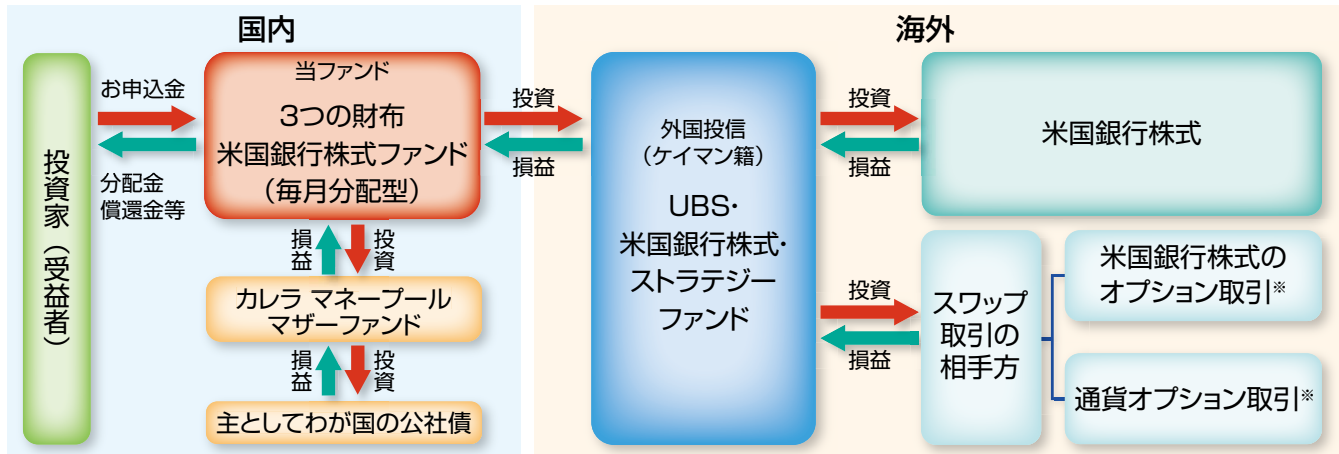 国内
海外
投資家（受益者）
お申込金
分配金
償還金等
当ファンド
3つの財布
米国銀行株式ファンド
（毎月分配型）
損益
投資
カレラ マネープール
マザーファンド
損益
投資
主としてわが国の公社債
投資
損益
外国投信
（ケイマン籍）
UBS・
米国銀行株式・
ストラテジー
ファンド
投資
損益
米国銀行株式
投資
損益
スワップ
取引の
相手方
米国銀行株式の
オプション取引※
通貨オプション取引※